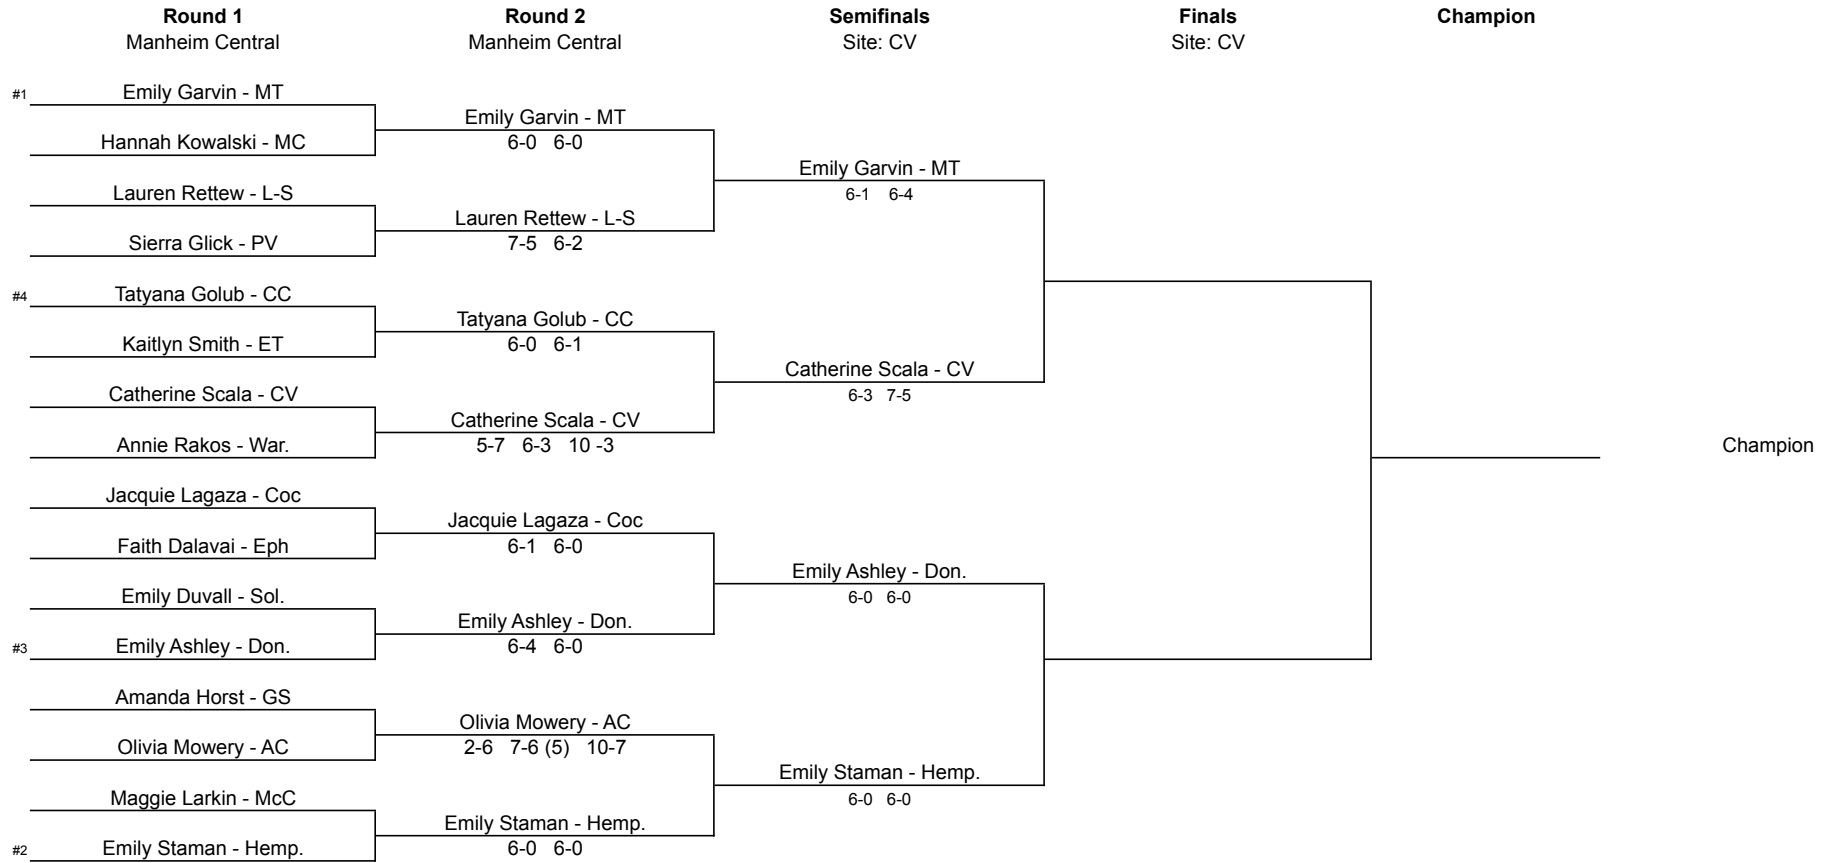 Round 1
Manheim Central
Round 2
Manheim Central
Semifinals
Site: CV
Finals
Site: CV
Champion
#1
Emily Garvin - MT
Hannah Kowalski - MC
Lauren Rettew - L-S
Sierra Glick - PV
#4
Tatyana Golub - CC
Kaitlyn Smith - ET
Catherine Scala - CV
Annie Rakos - War.
Jacquie Lagaza - Coc
Faith Dalavai - Eph
Emily Duvall - Sol.
#3
Emily Ashley - Don.
Amanda Horst - GS
Olivia Mowery - AC
Maggie Larkin - McC
#2
Emily Staman - Hemp.
Emily Garvin - MT
6-0 6-0
Lauren Rettew - L-S
7-5 6-2
Tatyana Golub - CC
6-0 6-1
Catherine Scala - CV
5-7 6-3 10 -3
Jacquie Lagaza - Coc
6-1 6-0
Emily Ashley - Don.
6-4 6-0
Olivia Mowery - AC
2-6 7-6 (5) 10-7
Emily Staman - Hemp.
6-0 6-0
Emily Garvin - MT
6-1 6-4
Catherine Scala - CV
6-3 7-5
Emily Ashley - Don.
6-0 6-0
Emily Staman - Hemp.
6-0 6-0
Champion